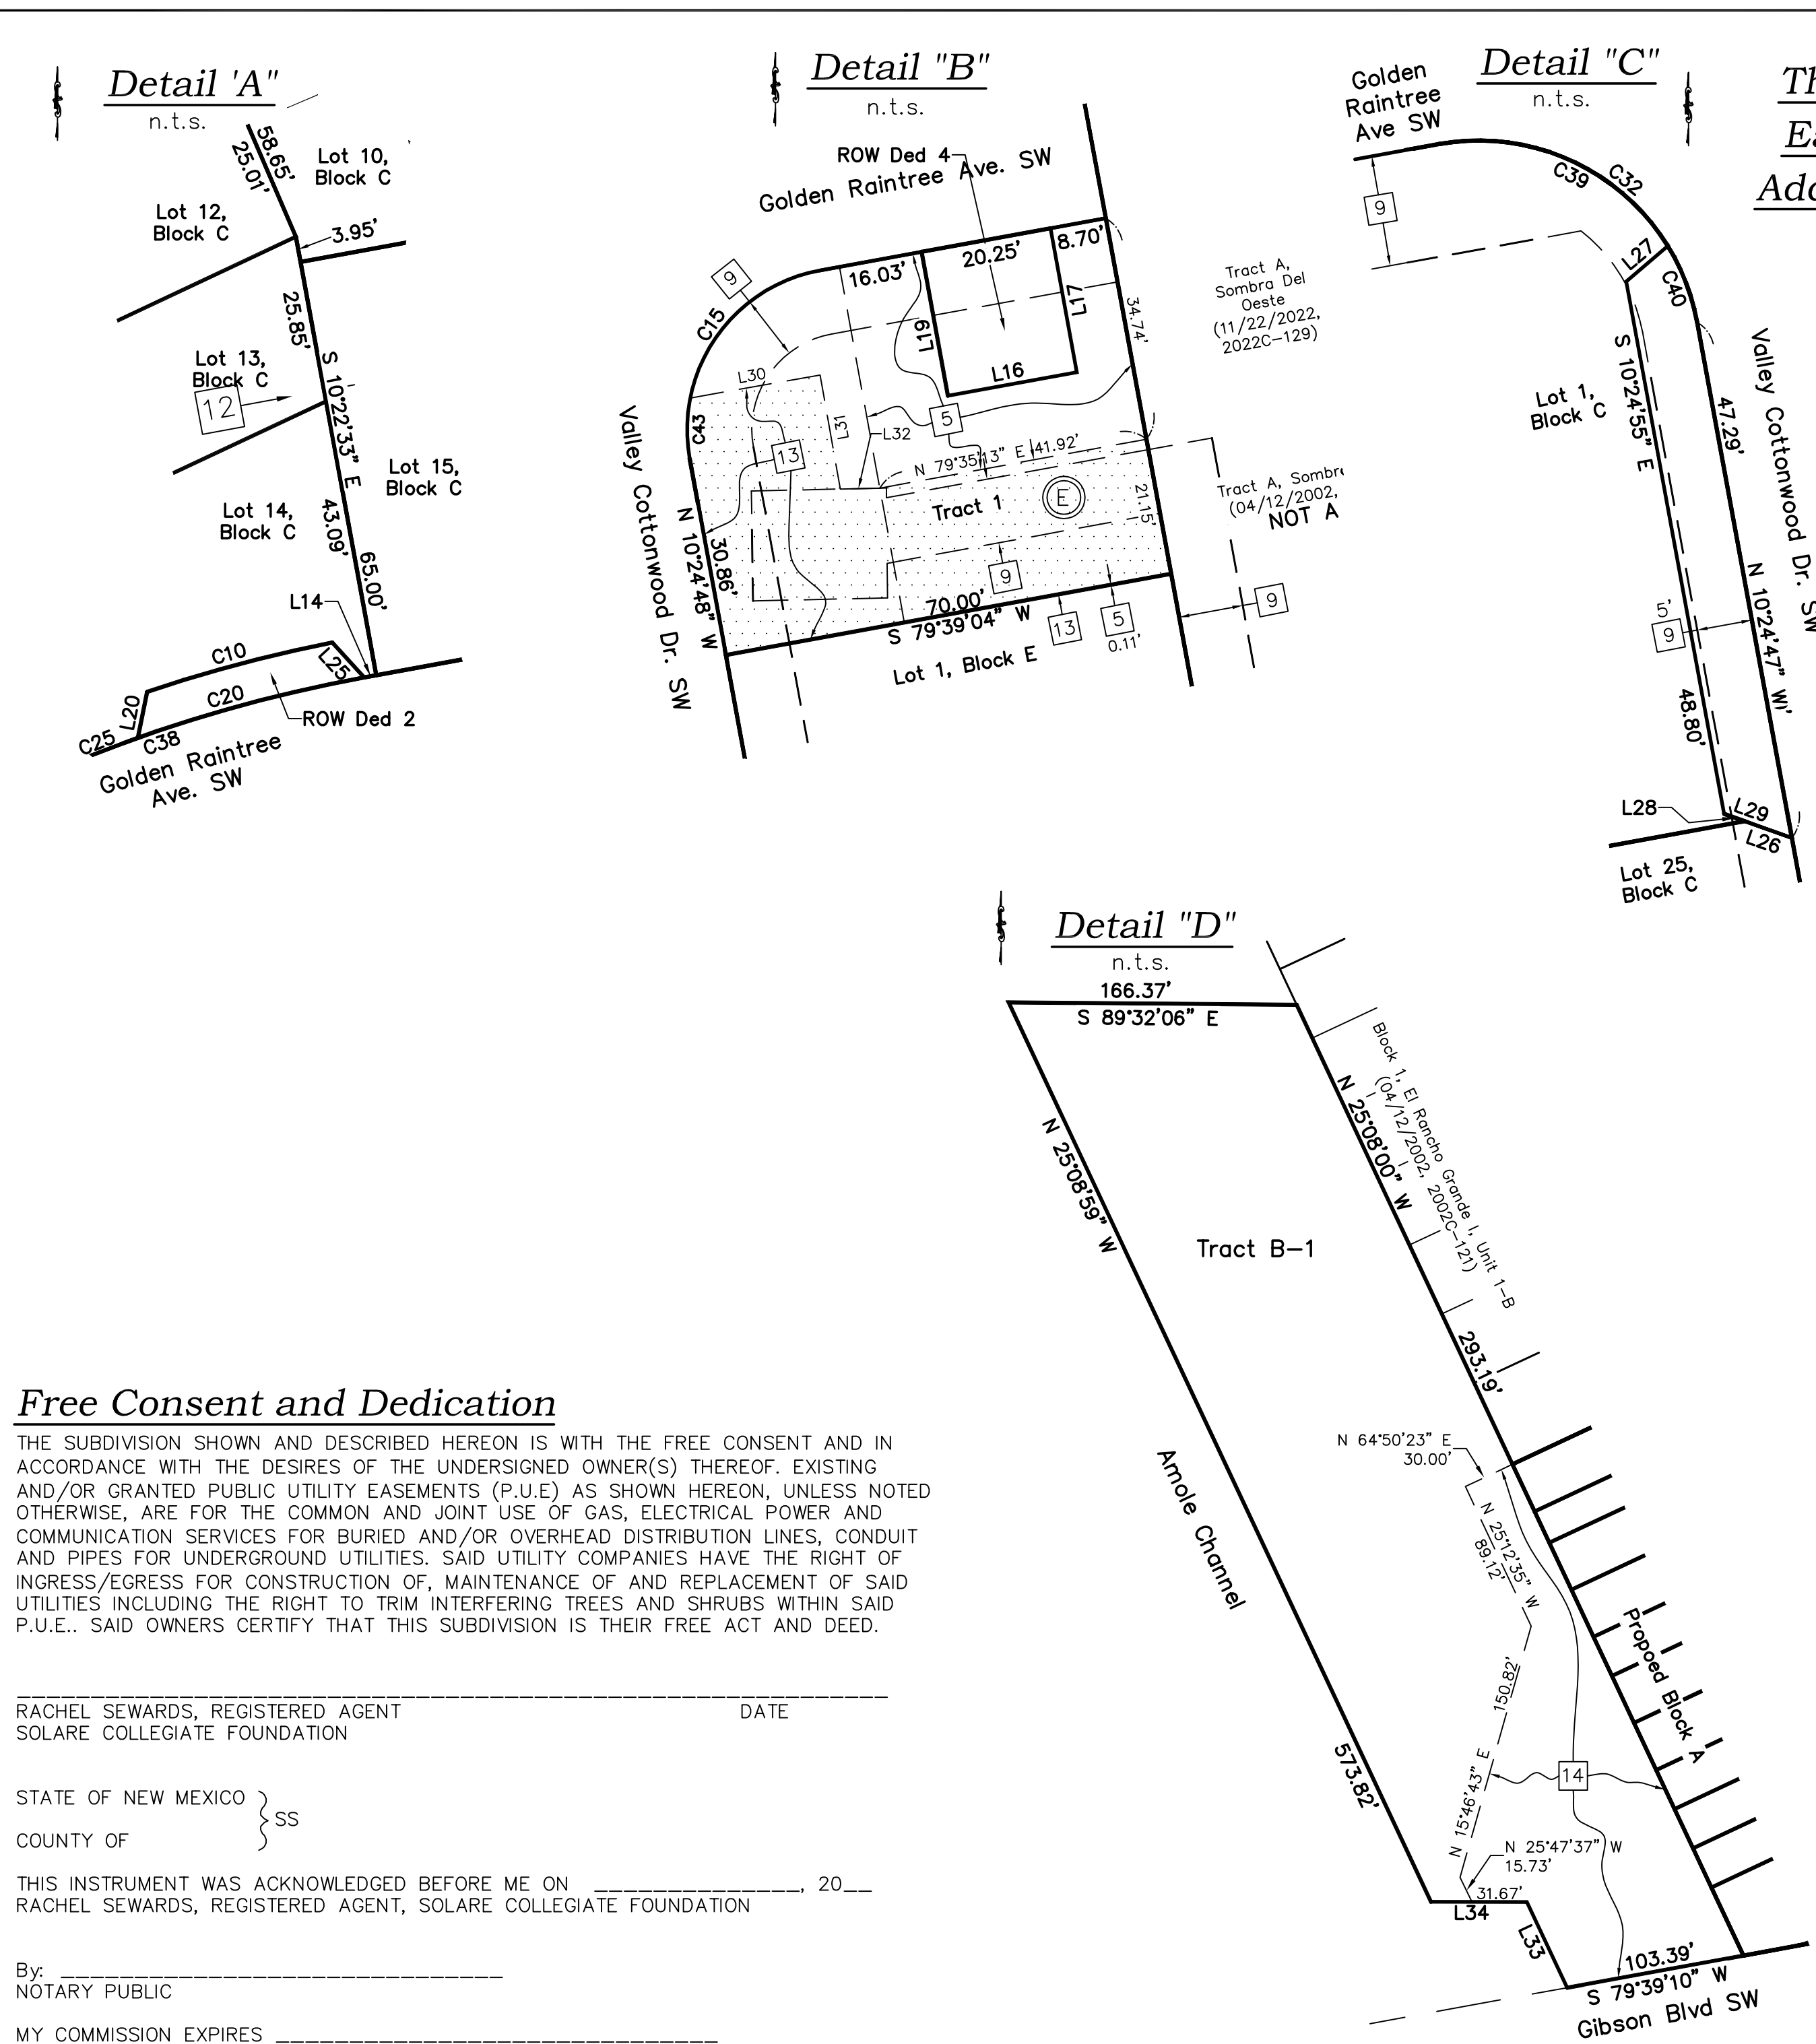 Detail 'A"
n.t.s.
58.65'
25.01'
Lot 10,
Block C
Lot 12,
Block C
3.95'
25.85'
S 10°22'33" E
Lot 13,
Block C
12
Lot 15,
Block C
Lot 14,
Block C
43.09'
65.00'
L14
C10
L25
L20
C20
ROW Ded 2
C25
C38
Golden Raintree
Ave. SW
Detail "B"
n.t.s.
ROW Ded 4
Golden Raintree Ave. SW
9
16.03'
20.25'
8.70'
C15
L19
L17
34.74'
L16
L30
C43
L31
L32
5
13
N 79°35'13" E 41.92'
Tract 1
E
21.15'
Valley Cottonwood Dr. SW
N 10°24'48" W
30.86'
9
70.00'
S 79°39'04" W
13
5
0.11'
9
Lot 1, Block E
Tract A,
Sombra Del
Oeste
(11/22/2022,
2022C-129)
Tract A, Sombr
(04/12/2002,
NOT A
Detail "C"
n.t.s.
Golden
Raintree
Ave SW
9
C39
C32
L27
C40
S 10°24'55" E
Lot 1,
Block C
47.29'
Valley Cottonwood Dr. SW
N 10°24'47" W
5'
9
48.80'
L28
L29
L26
Lot 25,
Block C
Th
Ea
Add
Detail "D"
n.t.s.
166.37'
S 89°32'06" E
Block 1, El Rancho Grande I, Unit 1-B
(04/12/2002, 2002C-121)
N 25°08'00" W
N 25°08'59" W
Tract B-1
293.19'
N 64°50'23" E
30.00'
N 25°12'35" W
89.12'
Amole Channel
Propoed Block A
150.82'
573.82'
14
N 15°46'43" E
N 25°47'37" W
15.73'
31.67'
L34
L33
103.39'
S 79°39'10" W
Gibson Blvd SW
Free Consent and Dedication
THE SUBDIVISION SHOWN AND DESCRIBED HEREON IS WITH THE FREE CONSENT AND IN
ACCORDANCE WITH THE DESIRES OF THE UNDERSIGNED OWNER(S) THEREOF. EXISTING
AND/OR GRANTED PUBLIC UTILITY EASEMENTS (P.U.E) AS SHOWN HEREON, UNLESS NOTED
OTHERWISE, ARE FOR THE COMMON AND JOINT USE OF GAS, ELECTRICAL POWER AND
COMMUNICATION SERVICES FOR BURIED AND/OR OVERHEAD DISTRIBUTION LINES, CONDUIT
AND PIPES FOR UNDERGROUND UTILITIES. SAID UTILITY COMPANIES HAVE THE RIGHT OF
INGRESS/EGRESS FOR CONSTRUCTION OF, MAINTENANCE OF AND REPLACEMENT OF SAID
UTILITIES INCLUDING THE RIGHT TO TRIM INTERFERING TREES AND SHRUBS WITHIN SAID
P.U.E.. SAID OWNERS CERTIFY THAT THIS SUBDIVISION IS THEIR FREE ACT AND DEED.
RACHEL SEWARDS, REGISTERED AGENT DATE
SOLARE COLLEGIATE FOUNDATION
STATE OF NEW MEXICO
SS
COUNTY OF
THIS INSTRUMENT WAS ACKNOWLEDGED BEFORE ME ON ______________, 20__
RACHEL SEWARDS, REGISTERED AGENT, SOLARE COLLEGIATE FOUNDATION
By: ______________________________
NOTARY PUBLIC
MY COMMISSION EXPIRES ______________________________